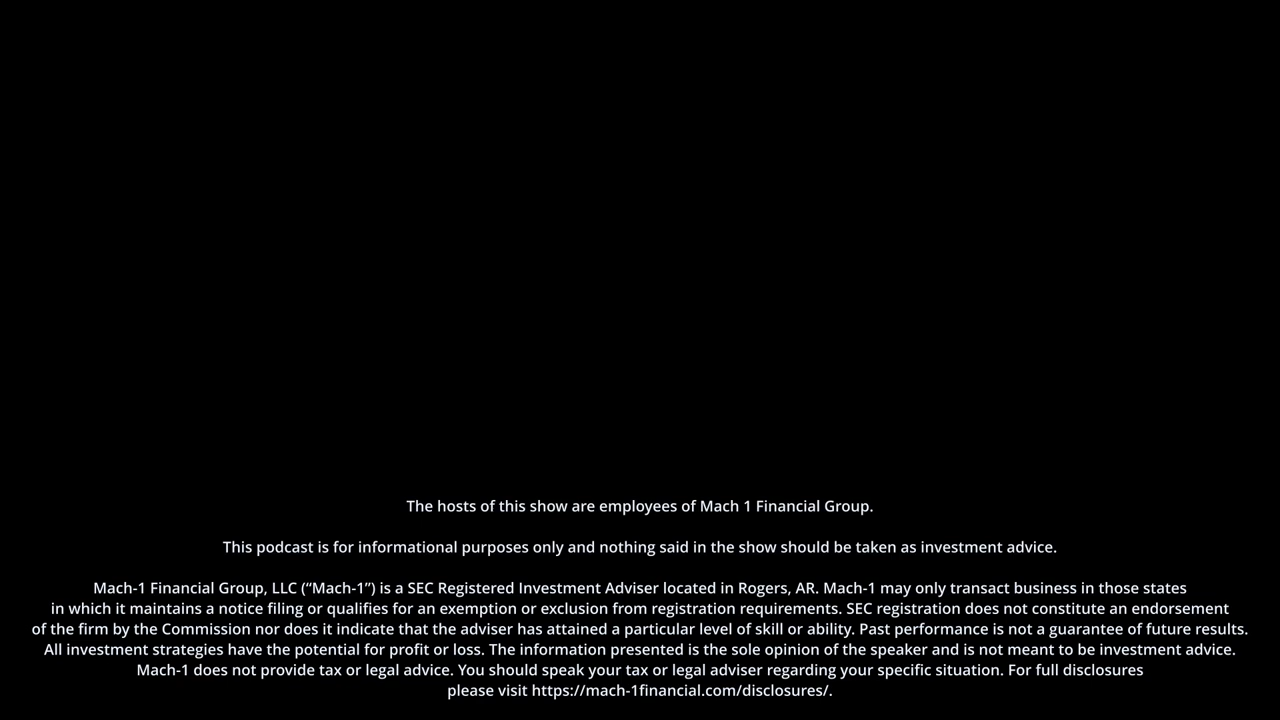 The hosts of this show are employees of Mach 1 Financial Group.
This podcast is for informational purposes only and nothing said in the show should be taken as investment advice.
Mach-1 Financial Group, LLC (“Mach-1”) is a SEC Registered Investment Adviser located in Rogers, AR. Mach-1 may only transact business in those states
in which it maintains a notice filing or qualifies for an exemption or exclusion from registration requirements. SEC registration does not constitute an endorsement
of the firm by the Commission nor does it indicate that the adviser has attained a particular level of skill or ability. Past performance is not a guarantee of future results.
All investment strategies have the potential for profit or loss. The information presented is the sole opinion of the speaker and is not meant to be investment advice.
Mach-1 does not provide tax or legal advice. You should speak your tax or legal adviser regarding your specific situation. For full disclosures
please visit https://mach-1financial.com/disclosures/.